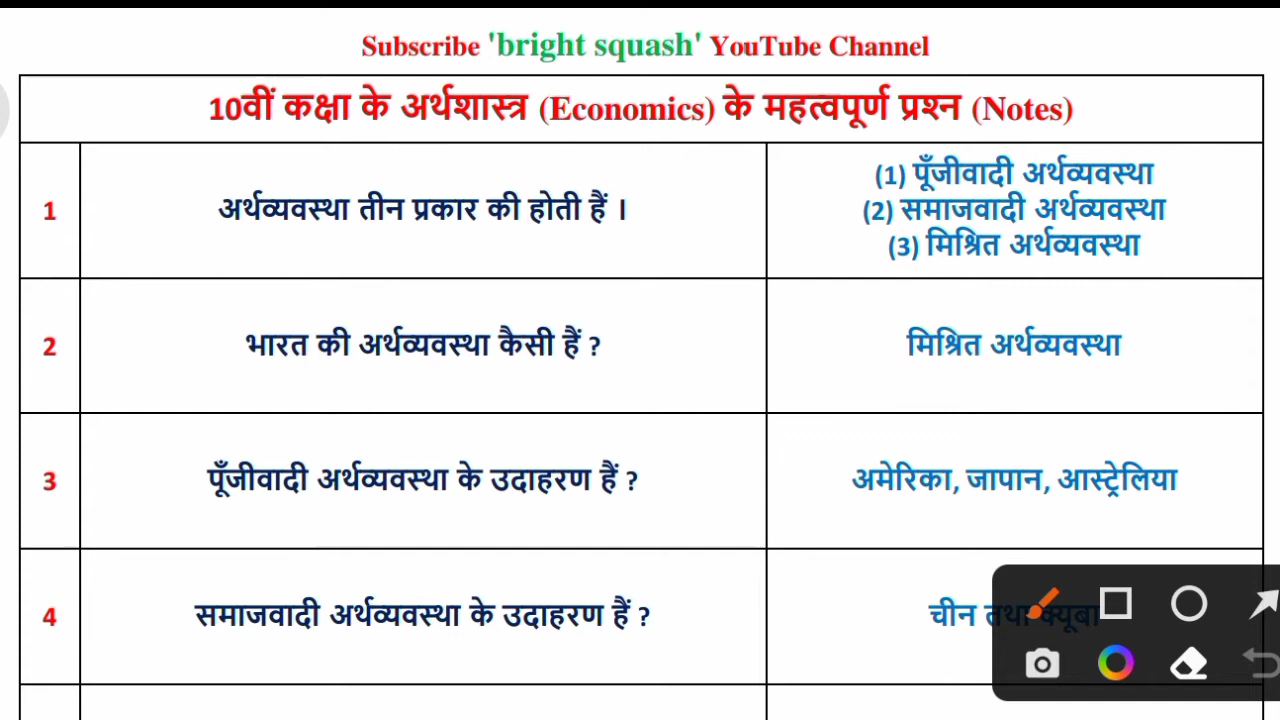 Subscribe 'bright squash' YouTube Channel
10वीं कक्षा के अर्थशास्त्र (Economics) के महत्वपूर्ण प्रश्न (Notes)
1
अर्थव्यवस्था तीन प्रकार की होती हैं ।
(1) पूँजीवादी अर्थव्यवस्था
(2) समाजवादी अर्थव्यवस्था
(3) मिश्रित अर्थव्यवस्था
2
भारत की अर्थव्यवस्था कैसी हैं ?
मिश्रित अर्थव्यवस्था
3
पूँजीवादी अर्थव्यवस्था के उदाहरण हैं ?
अमेरिका, जापान, आस्ट्रेलिया
4
समाजवादी अर्थव्यवस्था के उदाहरण हैं ?
चीन तथा क्यूबा